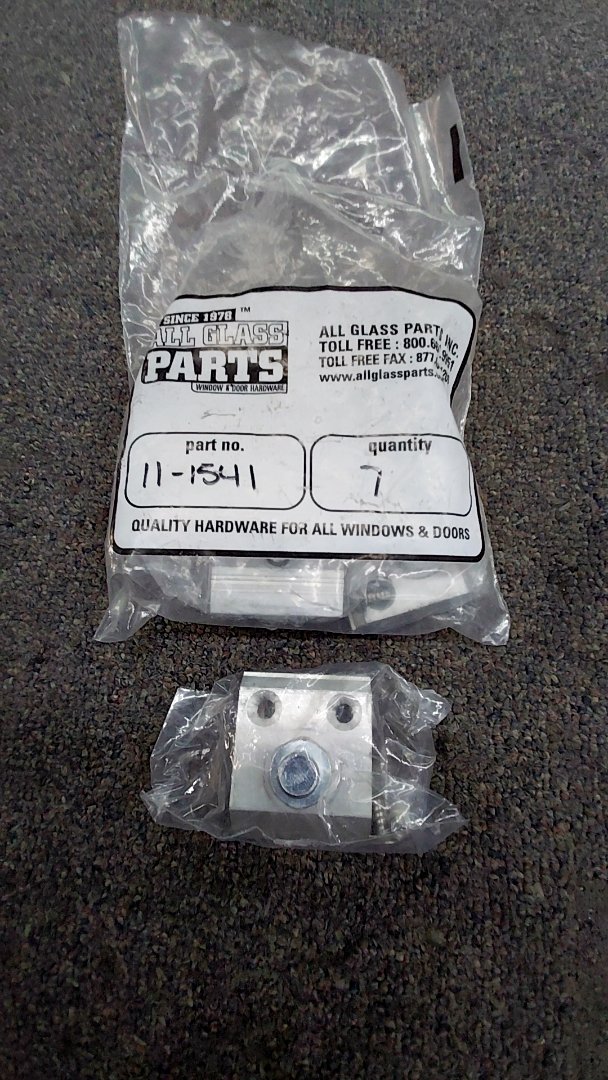 SINCE 1978 ™
ALL GLASS
PARTS
WINDOW & DOOR HARDWARE
ALL GLASS PARTS INC.
TOLL FREE : 800.
TOLL FREE FAX : 877
www.allglassparts.
part no.
11-1541
quantity
7
QUALITY HARDWARE FOR ALL WINDOWS & DOORS